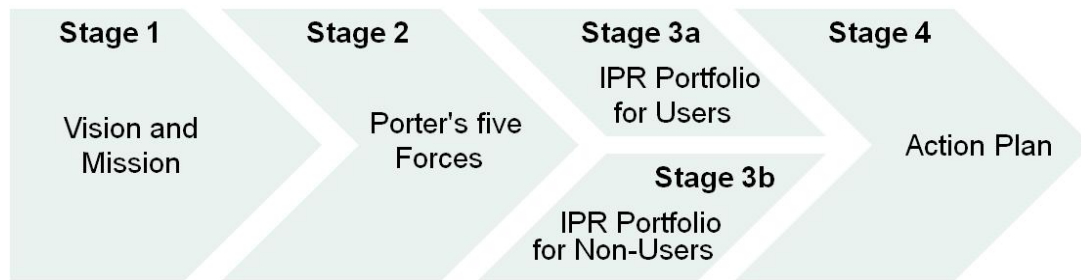 Stage 1
Vision and
Mission
Stage 2
Porter's five
Forces
Stage 3a
IPR Portfolio
for Users
Stage 3b
IPR Portfolio
for Non-Users
Stage 4
Action Plan